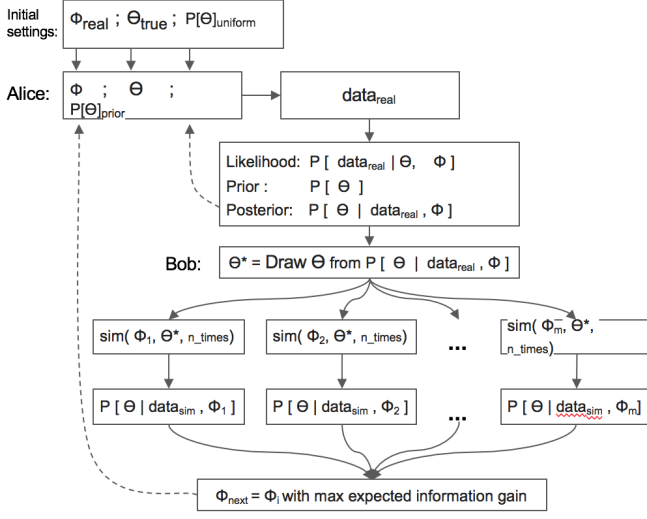 Initial
settings:
Φreal ; ϴtrue ; P[ϴ]uniform
Alice:
Φ ; ϴ ;
P[ϴ]prior
datareal
Likelihood: P [ datareal | ϴ, Φ ]
Prior : P [ ϴ ]
Posterior: P [ ϴ | datareal , Φ ]
Bob:
ϴ* = Draw ϴ from P [ ϴ | datareal , Φ ]
sim( Φ1, ϴ*, n_times)
sim( Φ2, ϴ*, n_times)
...
sim( Φm, ϴ*,
n_times)
P [ ϴ | datasim , Φ1 ]
P [ ϴ | datasim , Φ2 ]
...
P [ ϴ | datasim , Φm]
Φnext = Φi with max expected information gain